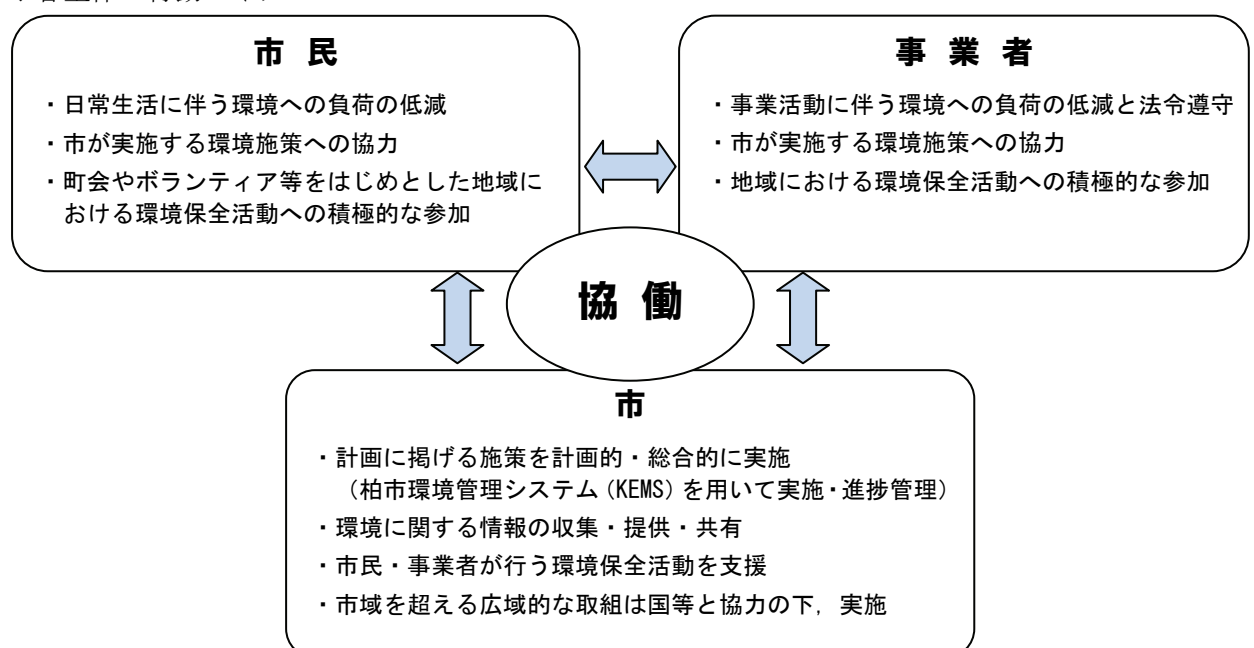 市 民
・日常生活に伴う環境への負荷の低減
・市が実施する環境施策への協力
・町会やボランティア等をはじめとした地域に
おける環境保全活動への積極的な参加
事 業 者
・事業活動に伴う環境への負荷の低減と法令遵守
・市が実施する環境施策への協力
・地域における環境保全活動への積極的な参加
協 働
市
・計画に掲げる施策を計画的・総合的に実施
（柏市環境管理システム（KEMS）を用いて実施・進捗管理）
・環境に関する情報の収集・提供・共有
・市民・事業者が行う環境保全活動を支援
・市域を超える広域的な取組は国等と協力の下，実施